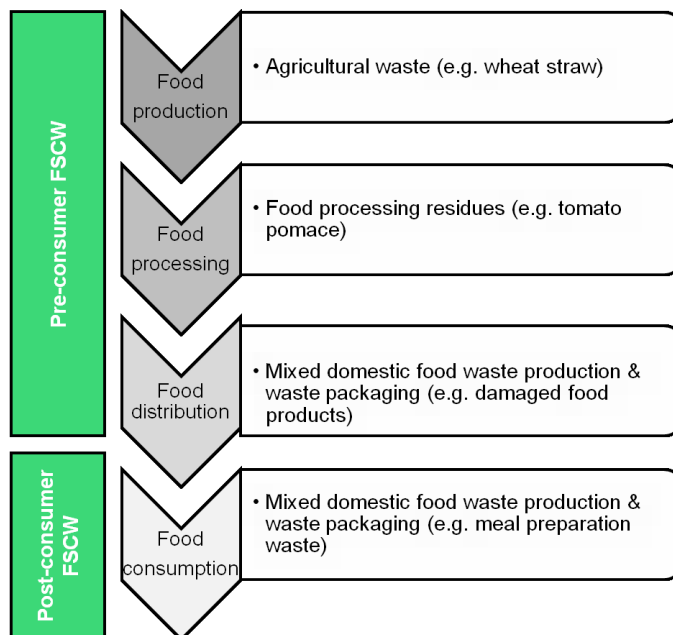 Pre-consumer FSCW
Food
production
• Agricultural waste (e.g. wheat straw)
Food
processing
• Food processing residues (e.g. tomato
pomace)
Food
distribution
• Mixed domestic food waste production &
waste packaging (e.g. damaged food
products)
Post-consumer
FSCW
Food
consumption
• Mixed domestic food waste production &
waste packaging (e.g. meal preparation
waste)